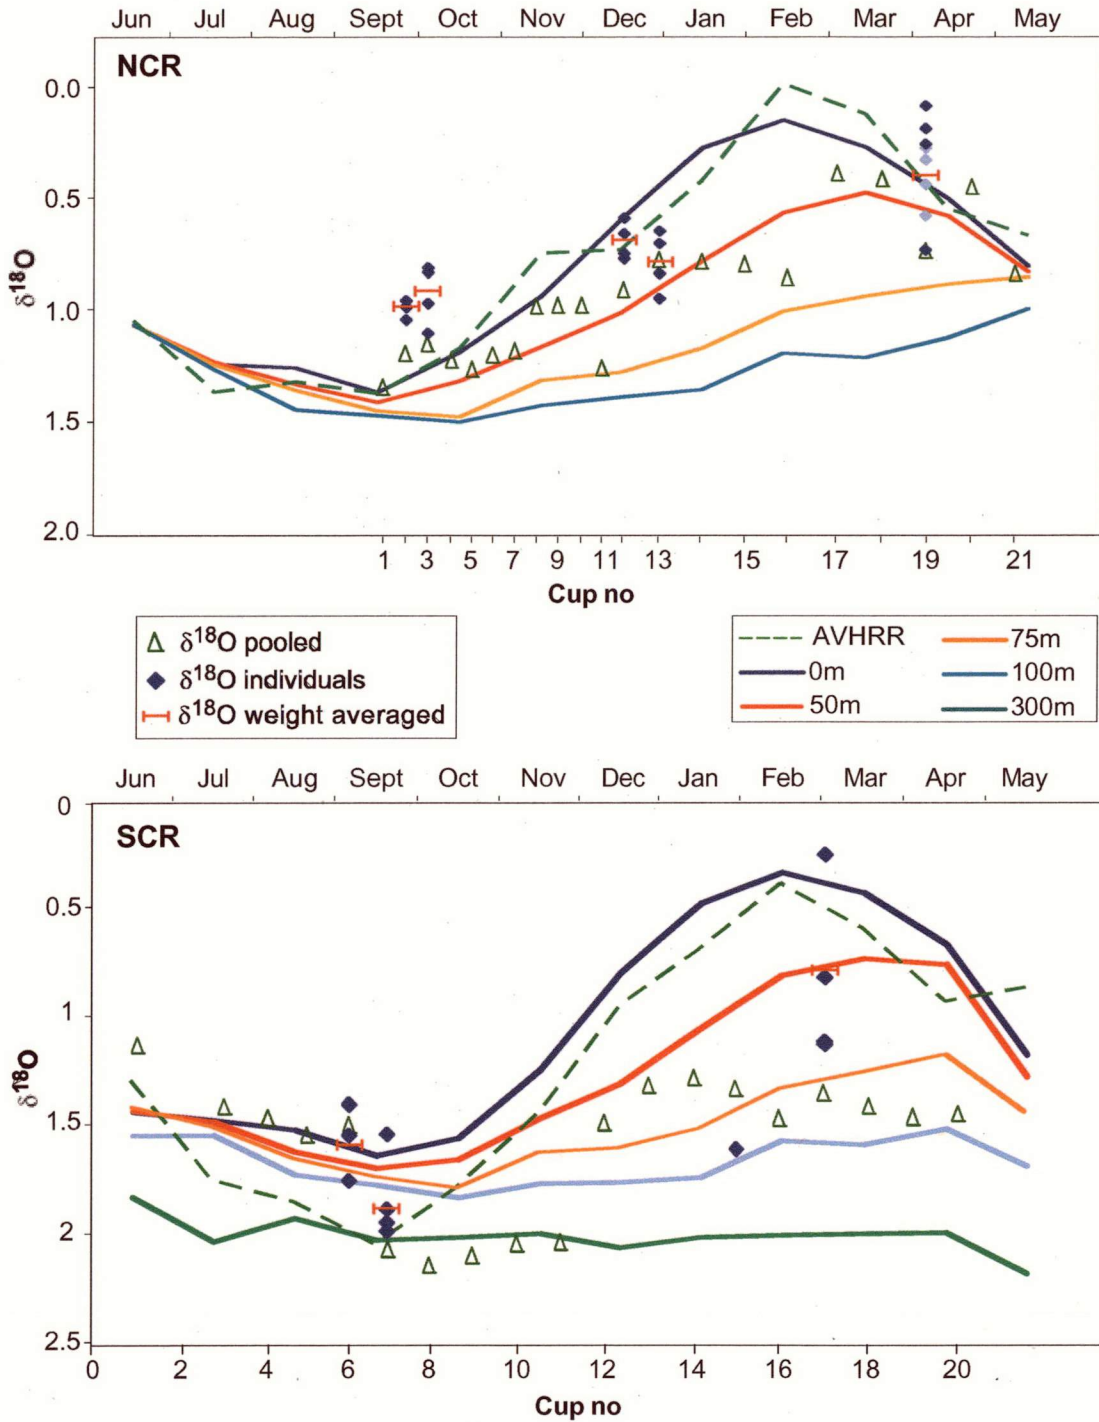 Jun Jul Aug Sept Oct Nov Dec Jan Feb Mar Apr May
NCR
0.0
0.5
1.0
1.5
2.0
δ¹⁸O
1 3 5 7 9 11 13 15 17 19 21
Cup no
δ¹⁸O pooled
δ¹⁸O individuals
δ¹⁸O weight averaged
AVHRR 75m
0m 100m
50m 300m
Jun Jul Aug Sept Oct Nov Dec Jan Feb Mar Apr May
SCR
0
0.5
1
1.5
2
2.5
δ¹⁸O
0 2 4 6 8 10 12 14 16 18 20
Cup no